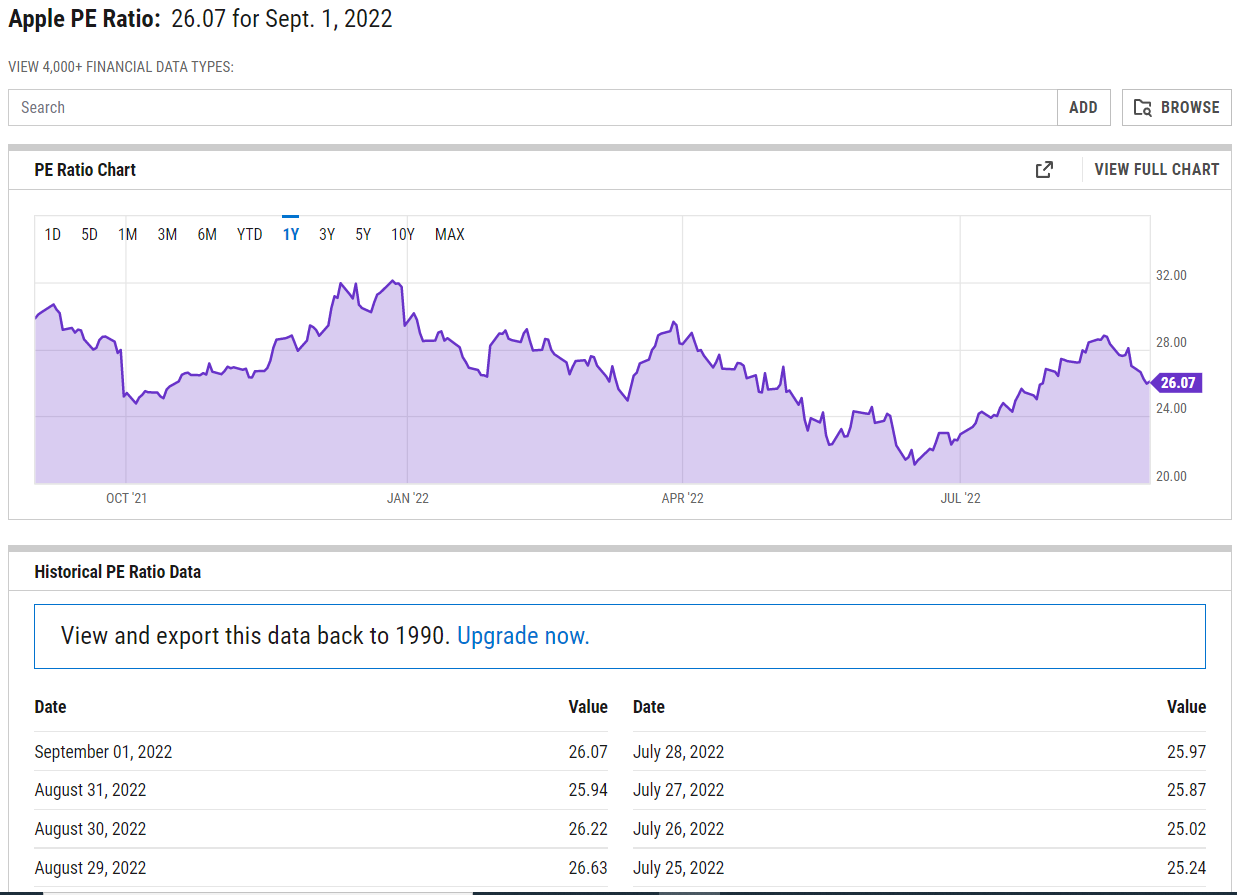 Apple PE Ratio: 26.07 for Sept. 1, 2022
VIEW 4,000+ FINANCIAL DATA TYPES:
Search
ADD
BROWSE
PE Ratio Chart
VIEW FULL CHART
1D 5D 1M 3M 6M YTD 1Y 3Y 5Y 10Y MAX
32.00
28.00
26.07
24.00
20.00
OCT '21 JAN '22 APR '22 JUL '22
Historical PE Ratio Data
View and export this data back to 1990. Upgrade now.
Date Value Date Value
September 01, 2022 26.07 July 28, 2022 25.97
August 31, 2022 25.94 July 27, 2022 25.87
August 30, 2022 26.22 July 26, 2022 25.02
August 29, 2022 26.63 July 25, 2022 25.24